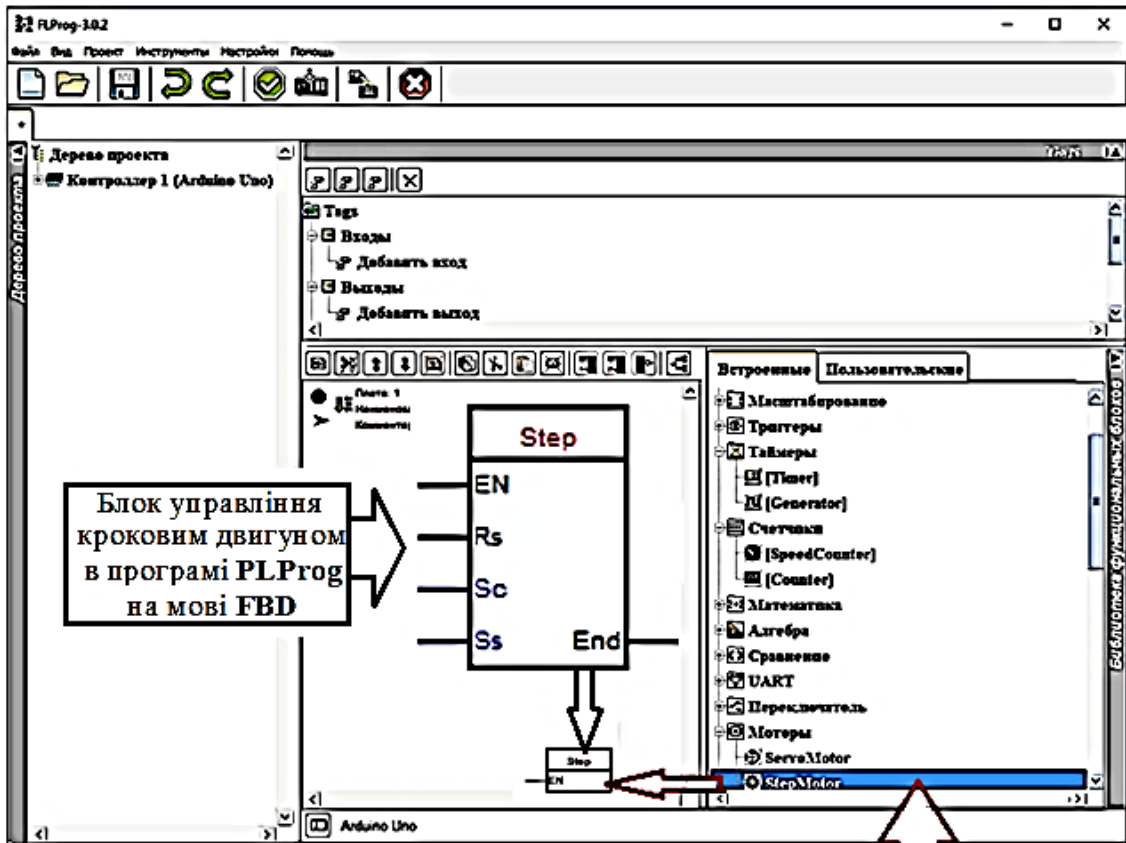 FLProg-3.0.2
Файл Вид Проект Инструменты Настройки Помощь
Дерево проекта
Контроллер 1 (Arduino Uno)
Дерево проекта
Tags
Tags
Входы
Добавить вход
Выходы
Добавить выход
Плата: 1
Step
EN
Rs
Sc
Ss
End
Блок управління
кроковим двигуном
в програмі PLProg
на мові FBD
Step
EN
Встроенные Пользовательские
Масштабирование
Триггеры
Таймеры
[Timer]
[Generator]
Счетчики
[SpeedCounter]
[Counter]
Математика
Алгебра
Сравнение
UART
Переключатель
Моторы
ServoMotor
StepMotor
Библиотека функциональных блоков
Arduino Uno